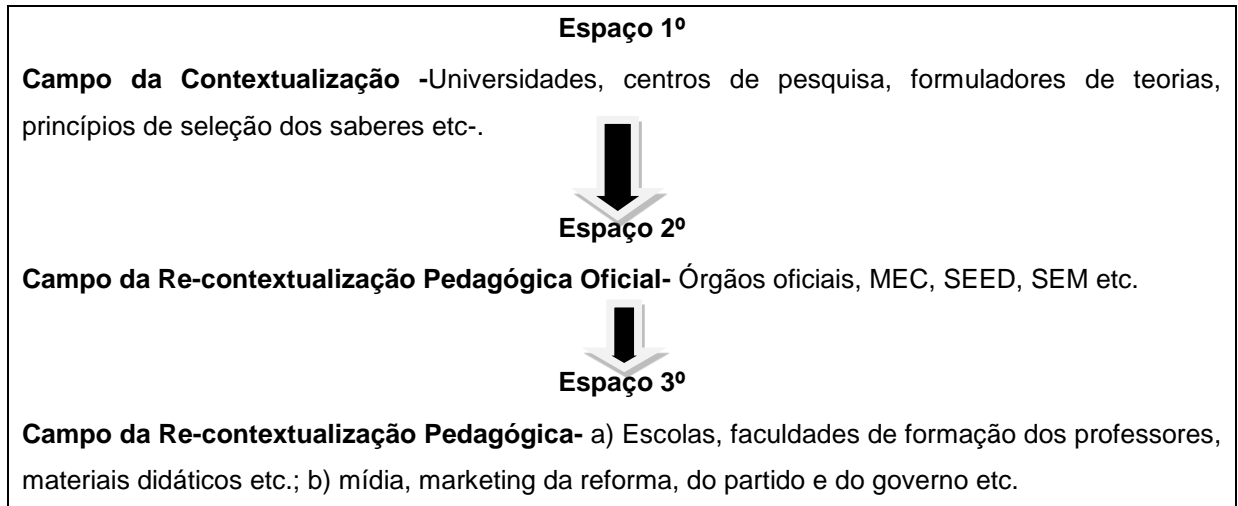 Espaço 1º
Campo da Contextualização -Universidades, centros de pesquisa, formuladores de teorias,
princípios de seleção dos saberes etc-.
Espaço 2º
Campo da Re-contextualização Pedagógica Oficial- Órgãos oficiais, MEC, SEED, SEM etc.
Espaço 3º
Campo da Re-contextualização Pedagógica- a) Escolas, faculdades de formação dos professores,
materiais didáticos etc.; b) mídia, marketing da reforma, do partido e do governo etc.